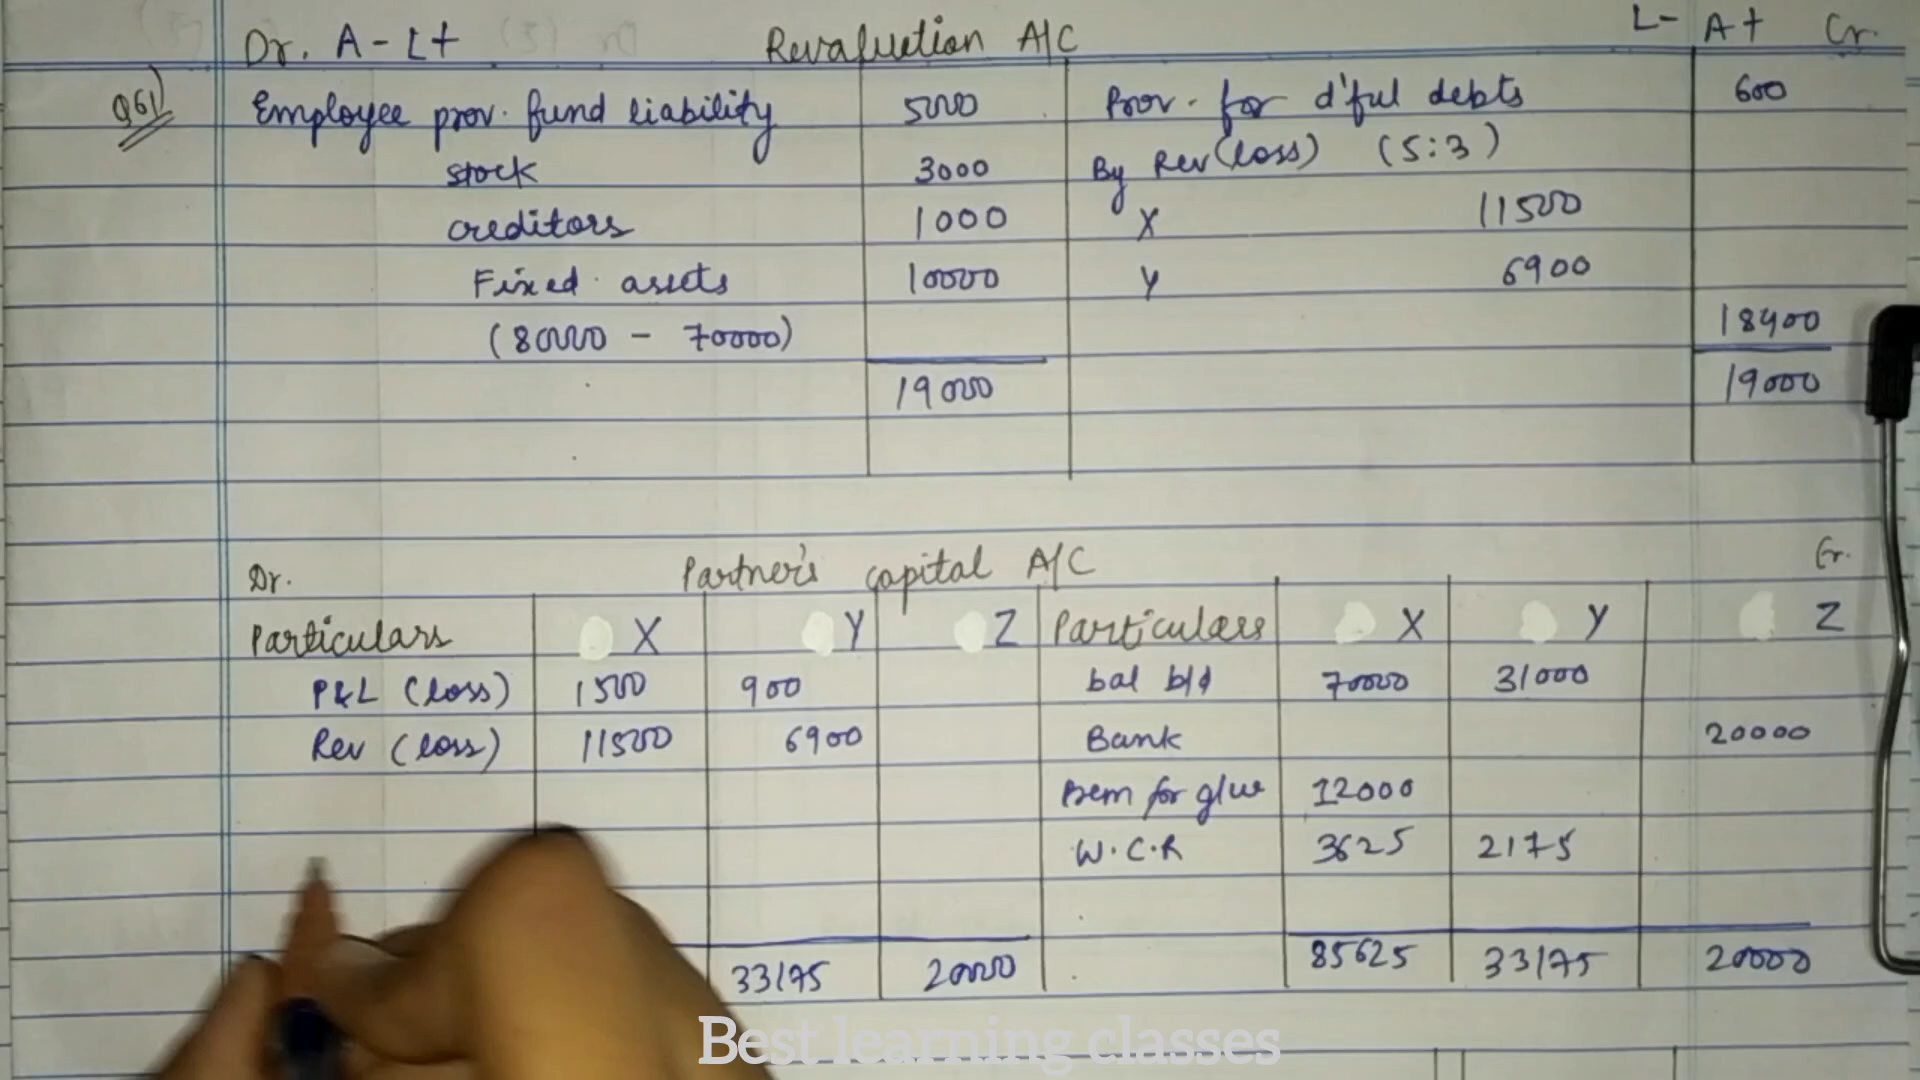 Dr. A - L+ Revaluation A/C L- A+ Cr.
Q61) Employee prov. fund liability 5000 Prov. for d'ful debts 600
stock 3000 By Rev (loss) (5:3)
creditors 1000 X 11500
Fixed assets 10000 Y 6900
(80000 - 70000) 18400
19000 19000
Dr. Partner's capital A/C Cr.
Particulars X Y Z Particulars X Y Z
P&L (loss) 1500 900 bal b/d 70000 31000
Rev (loss) 11500 6900 Bank 20000
Prem for g/w 12000
W.C.R 3625 2175
33175 20000 85625 33175 20000
Best learning classes